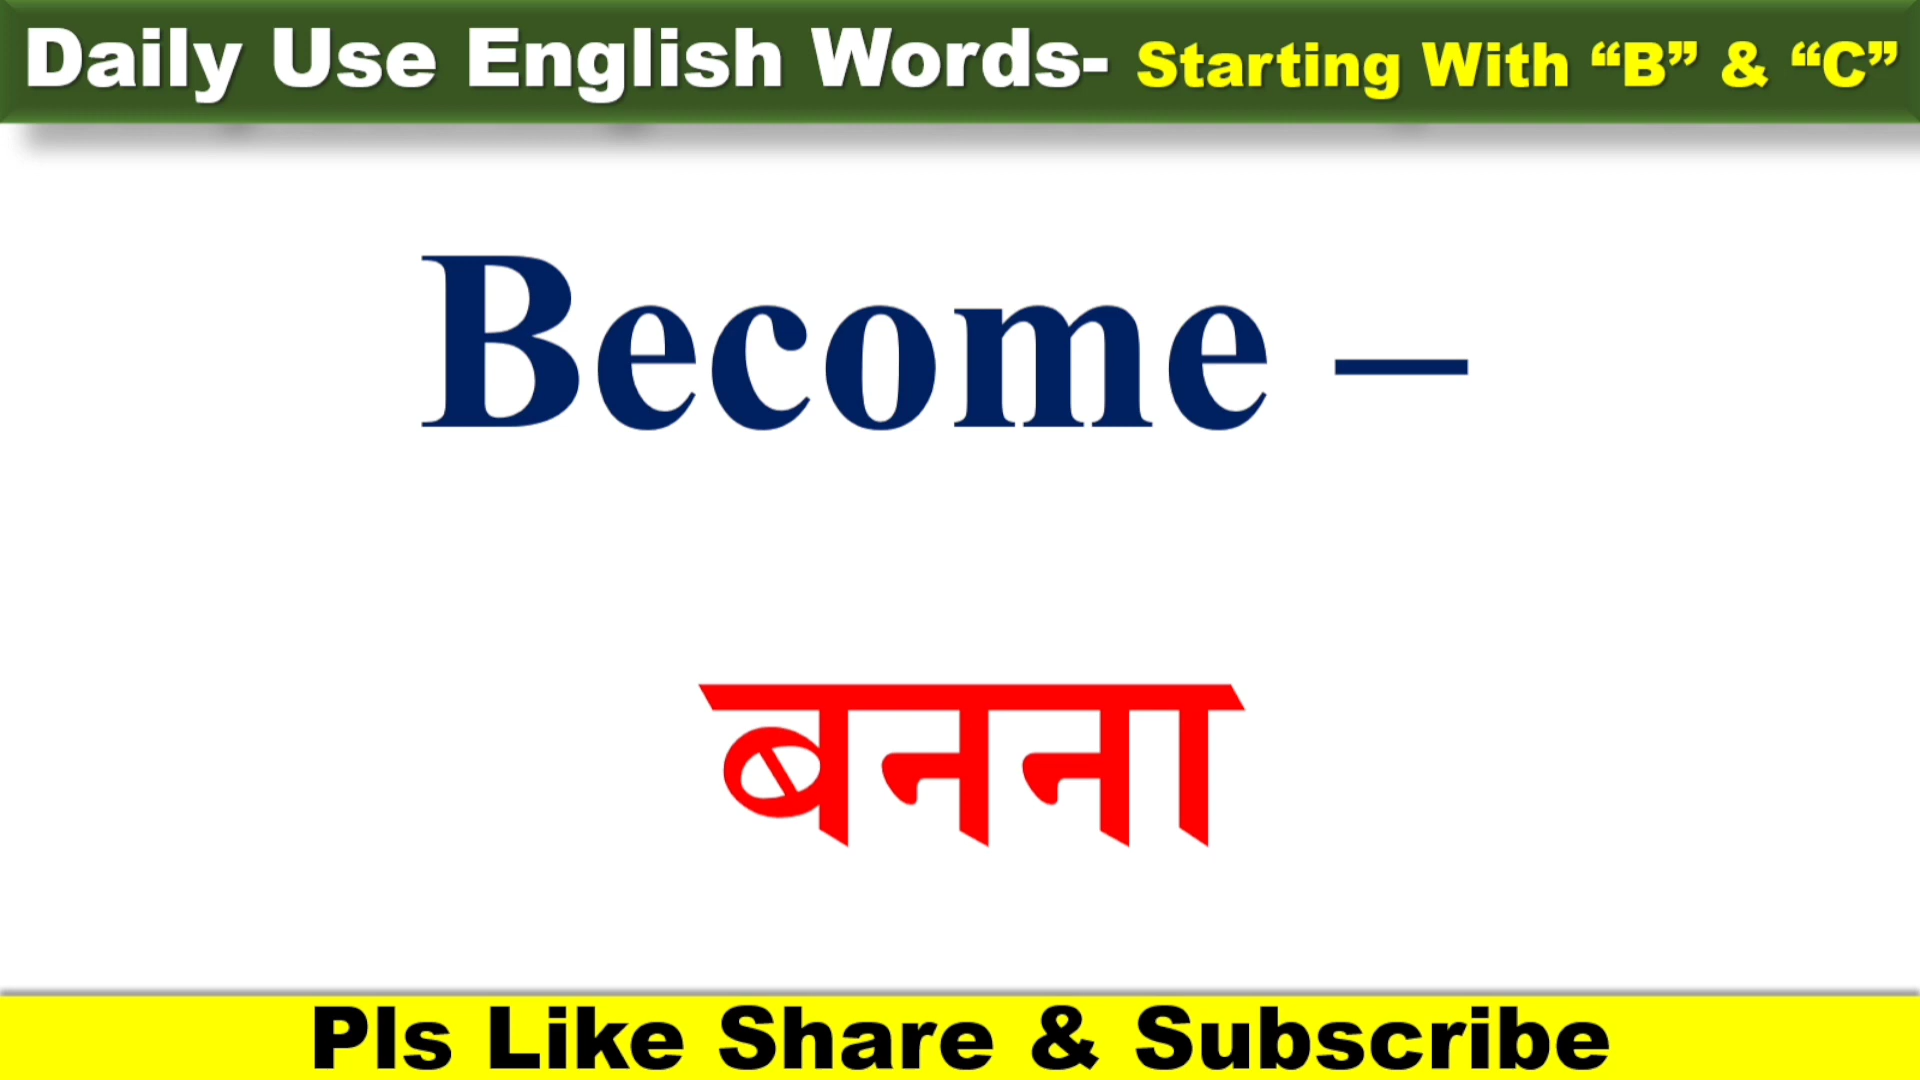 Daily Use English Words- Starting With “B” & “C”
Become –
बनना
Pls Like Share & Subscribe